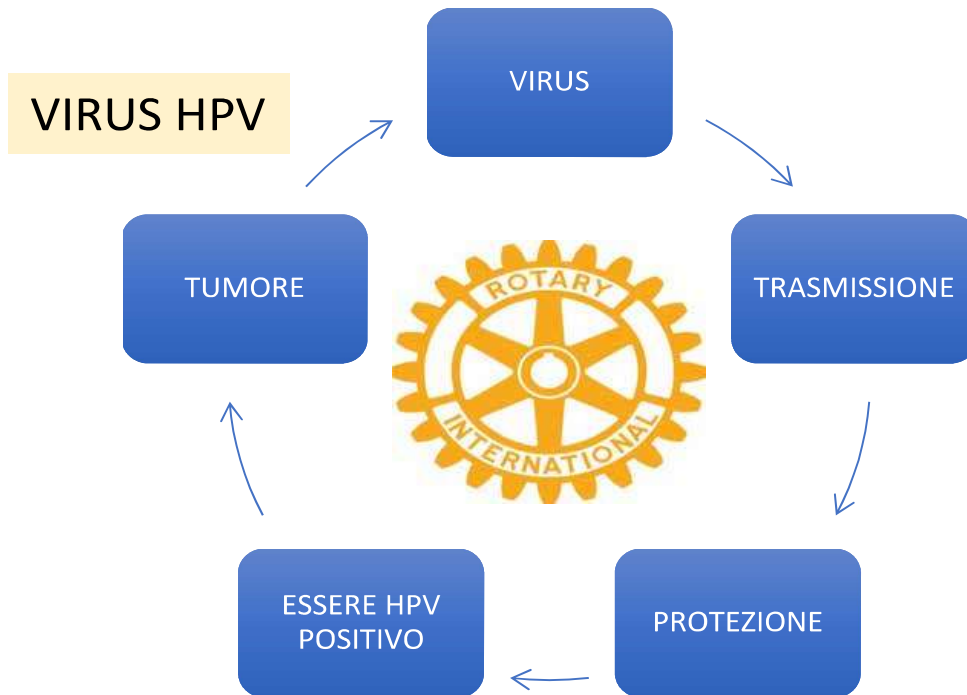 VIRUS HPV
VIRUS
TRASMISSIONE
PROTEZIONE
ESSERE HPV
POSITIVO
TUMORE
ROTARY
INTERNATIONAL